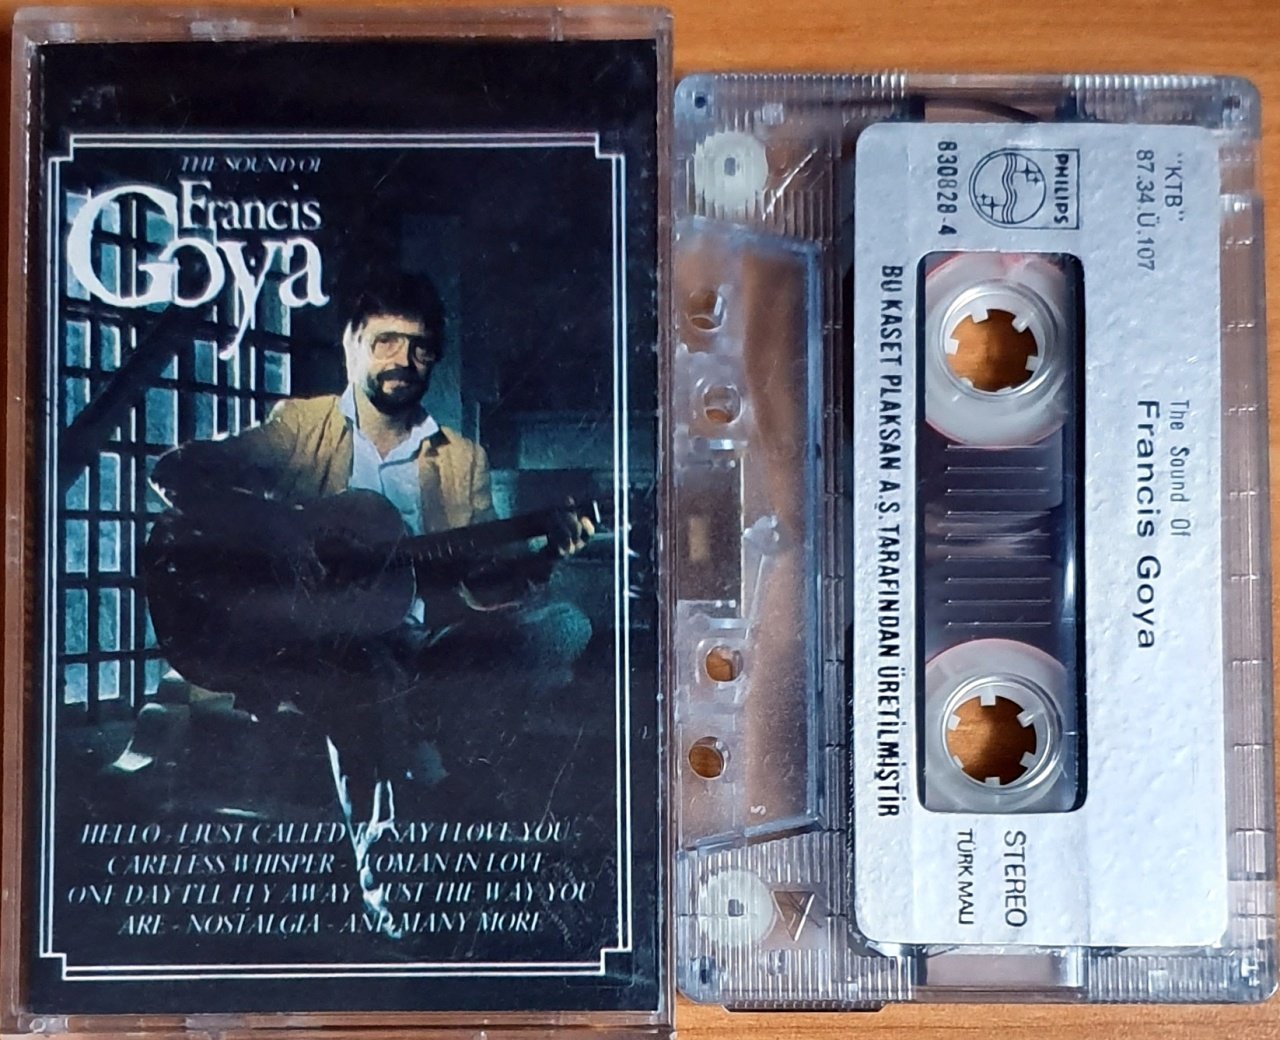 THE SOUND OF
Francis
Goya
HELLO - I JUST CALLED TO SAY I LOVE YOU -
CARELESS WHISPER - WOMAN IN LOVE -
ONE DAY I'LL FLY AWAY - JUST THE WAY YOU
ARE - NOSTALGIA - AND MANY MORE
"KTB"
87.34.Ü.107
PHILIPS
830828-4
The Sound Of
Francis Goya
BU KASET PLAKSAN A.Ş. TARAFINDAN ÜRETİLMİŞTİR
STEREO
TÜRK MALI